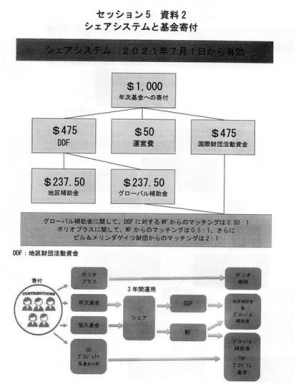 セッション5 資料2
シェアシステムと基金寄付
シェアシステム 2021年7月1日から有効
$1,000
年次基金への寄付
$475
DDF
$50
運営費
$475
国際財団活動資金
$237.50
地区補助金
$237.50
グローバル補助金
グローバル補助金に関して、DDFに対するWFからのマッチングは0.80:1
ポリオプラスに関して、WFからのマッチングは0.5:1、さらに
ビル&メリンダゲイツ財団からのマッチングは2:1
DDF:地区財団活動資金
寄付
CONTRIBUTIONS
ポリオ
プラス
ポリオ
年次基金
3年間運用
シェア
DDF
恒久基金
WF
グローバル
補助金